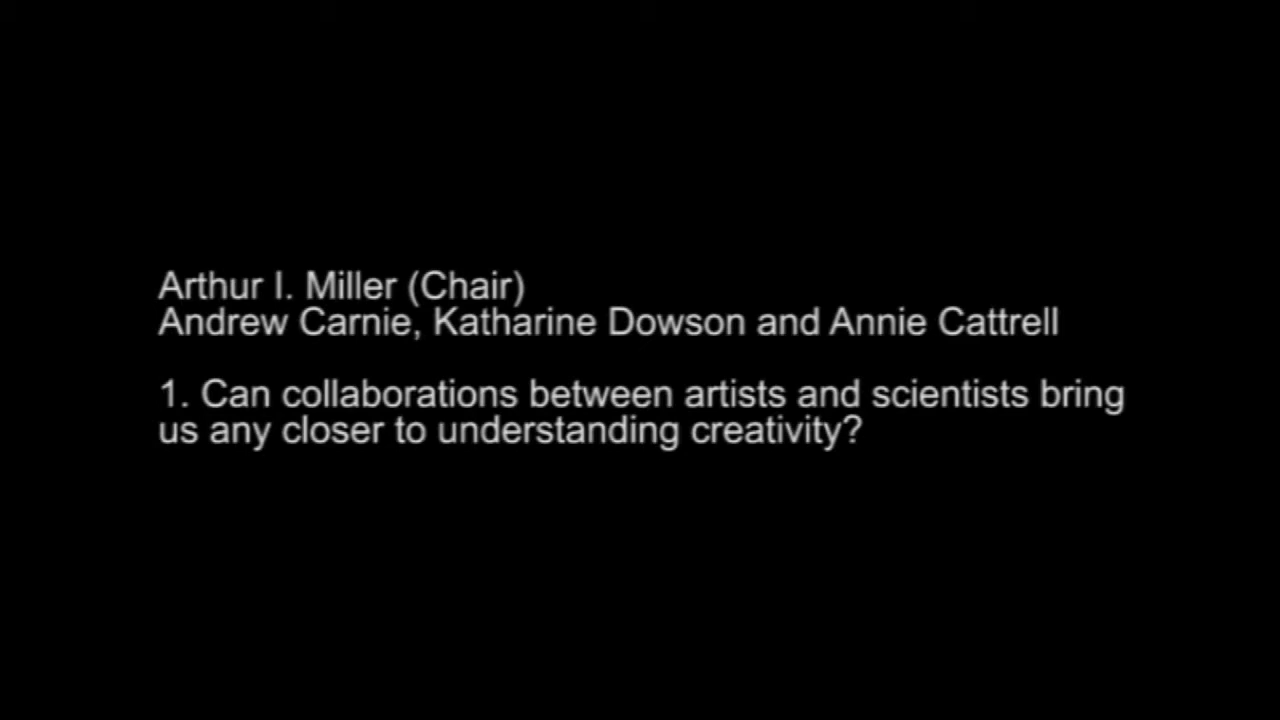 Arthur I. Miller (Chair)
Andrew Carnie, Katharine Dowson and Annie Cattrell
1. Can collaborations between artists and scientists bring
us any closer to understanding creativity?